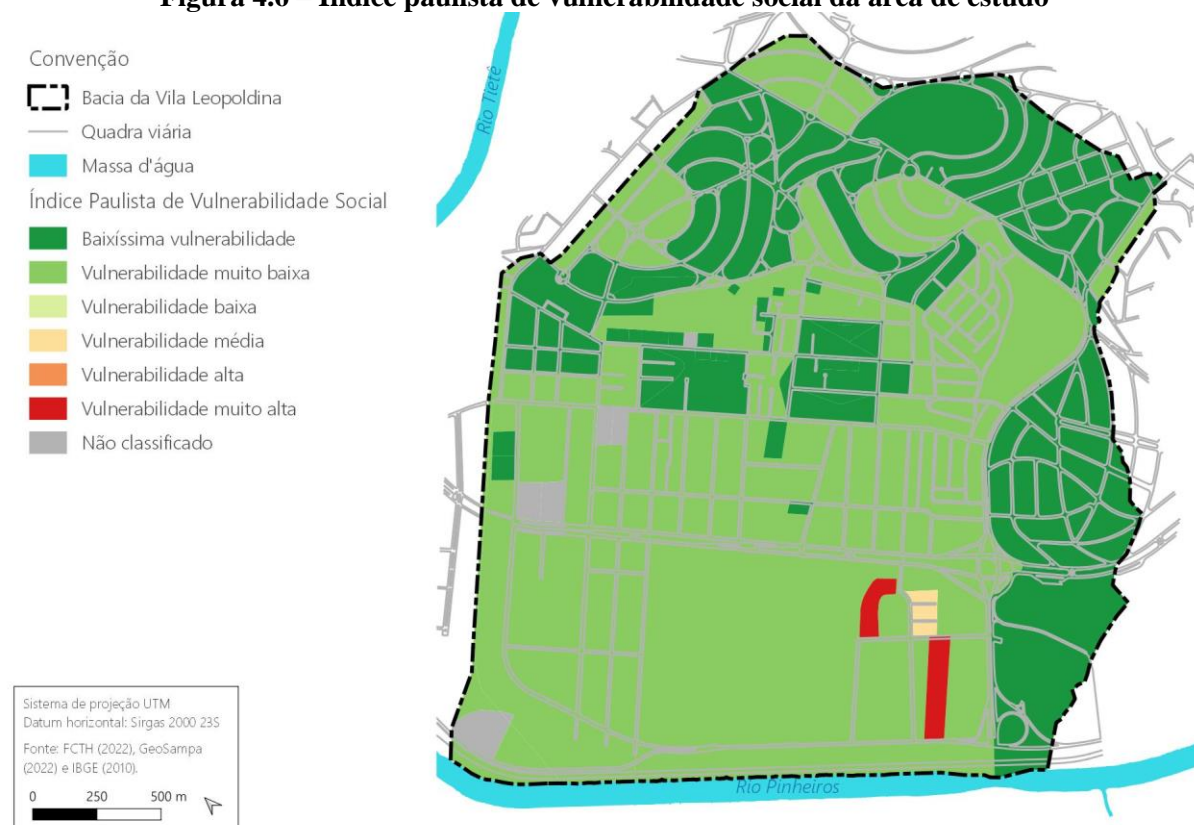 Figura 4.6 – Índice paulista de vulnerabilidade social da área de estudo
Convenção
Bacia da Vila Leopoldina
Quadra viária
Massa d'água
Índice Paulista de Vulnerabilidade Social
Baixíssima vulnerabilidade
Vulnerabilidade muito baixa
Vulnerabilidade baixa
Vulnerabilidade média
Vulnerabilidade alta
Vulnerabilidade muito alta
Não classificado
Rio Tietê
Rio Pinheiros
Sistema de projeção UTM
Datum horizontal: Sirgas 2000 23S
Fonte: FCTH (2022), GeoSampa
(2022) e IBGE (2010).
0 250 500 m